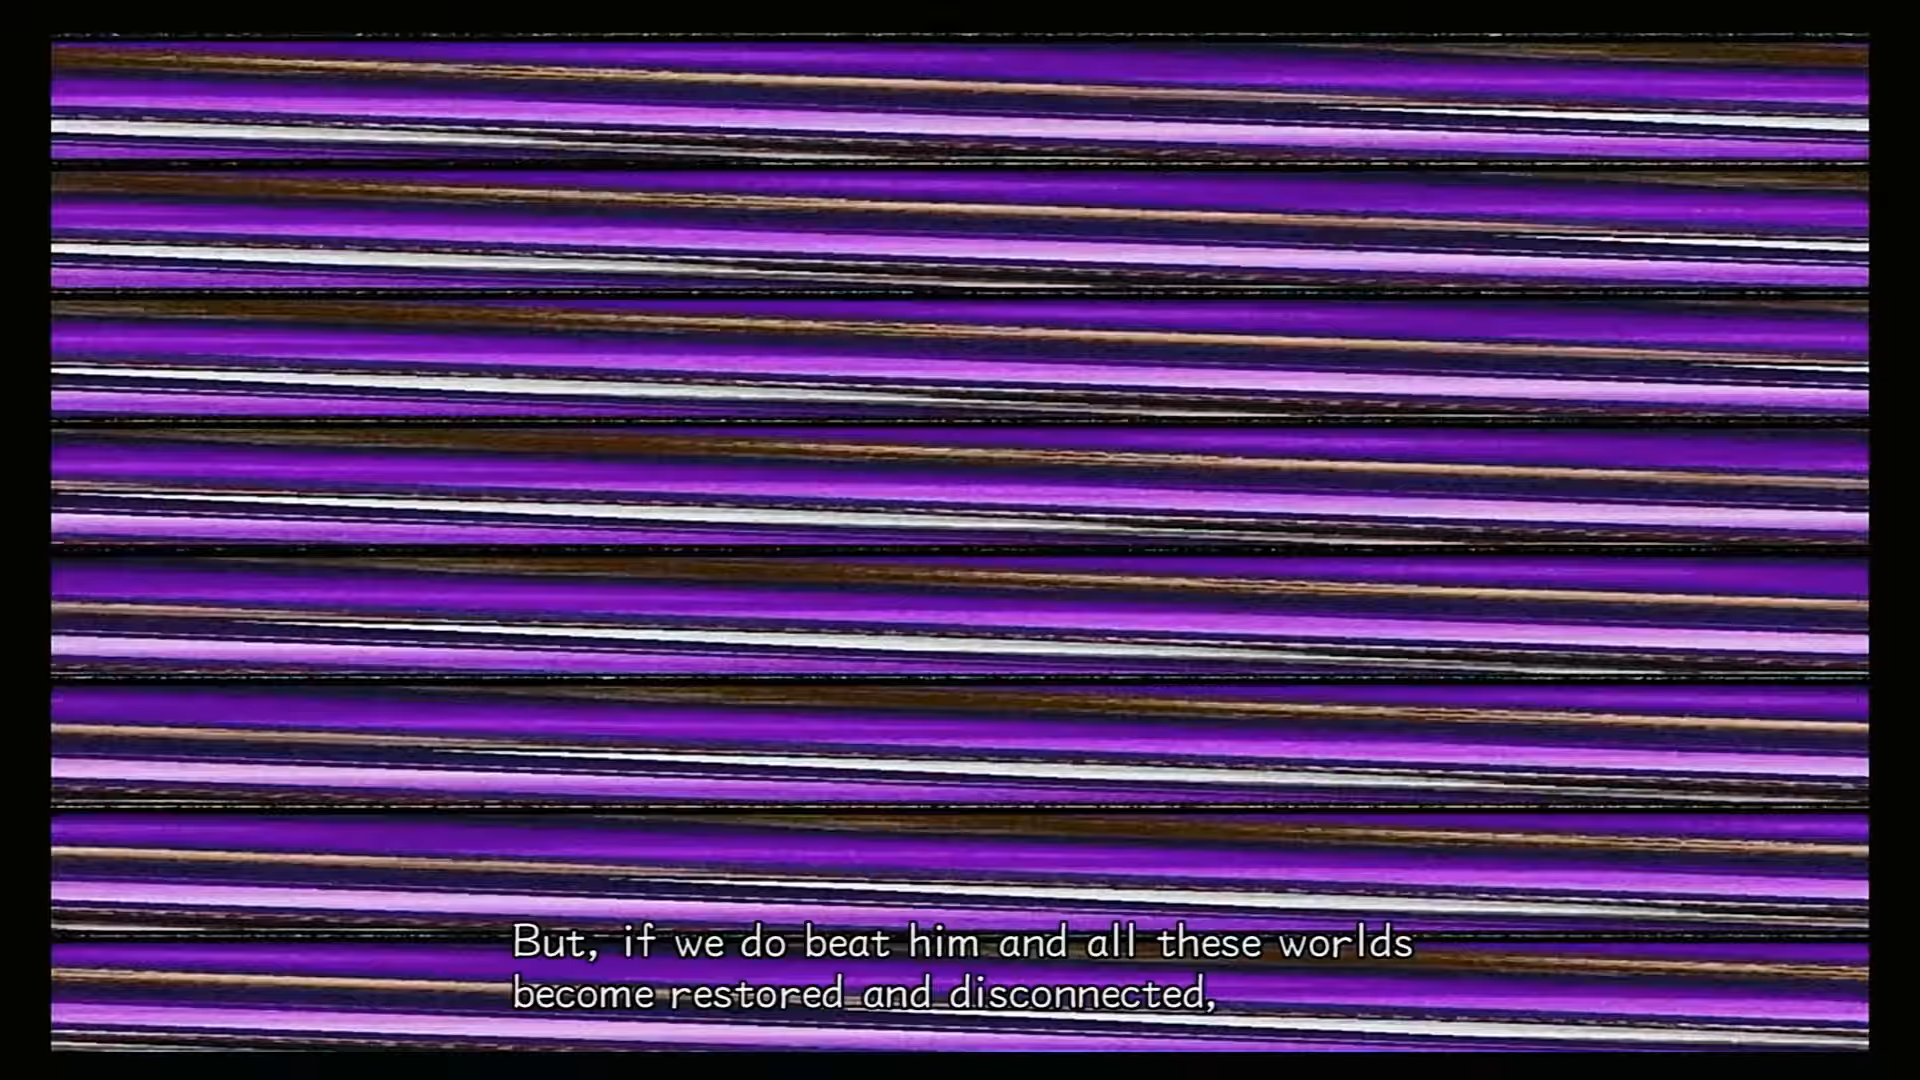 But, if we do beat him and all these worlds
become restored and disconnected,